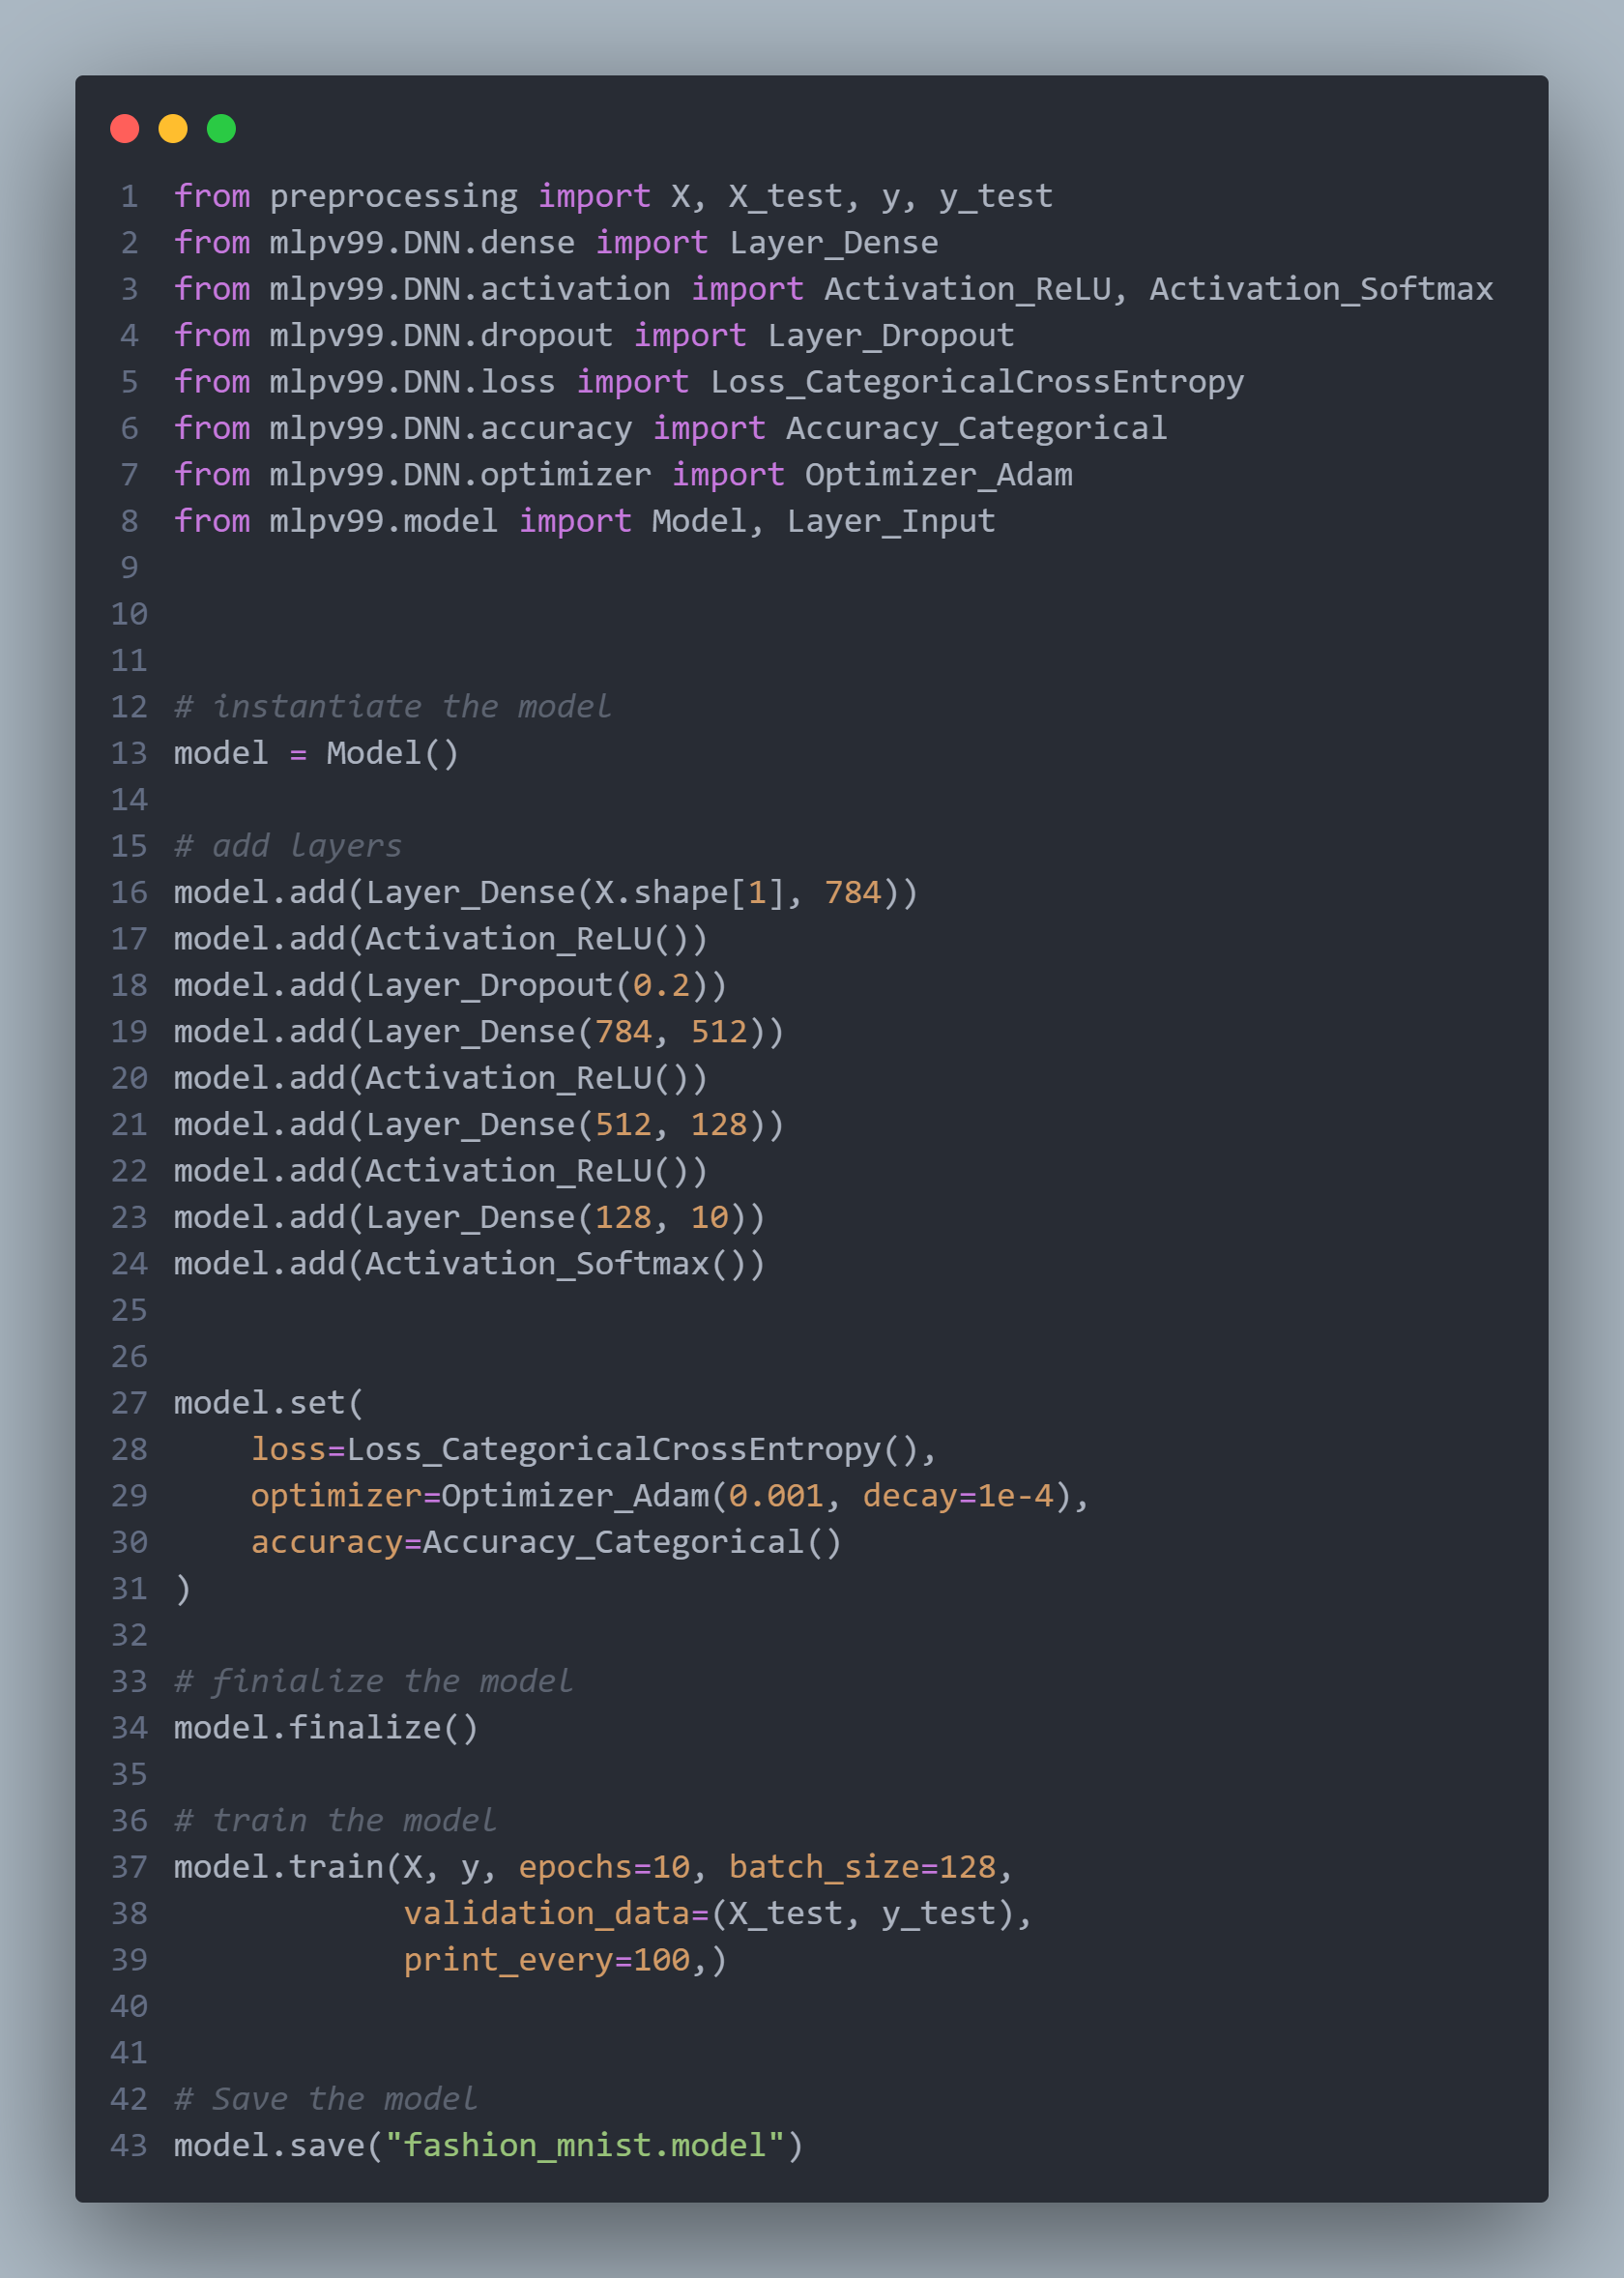 1 from preprocessing import X, X_test, y, y_test
2 from mlpv99.DNN.dense import Layer_Dense
3 from mlpv99.DNN.activation import Activation_ReLU, Activation_Softmax
4 from mlpv99.DNN.dropout import Layer_Dropout
5 from mlpv99.DNN.loss import Loss_CategoricalCrossEntropy
6 from mlpv99.DNN.accuracy import Accuracy_Categorical
7 from mlpv99.DNN.optimizer import Optimizer_Adam
8 from mlpv99.model import Model, Layer_Input
9
10
11
12 # instantiate the model
13 model = Model()
14
15 # add layers
16 model.add(Layer_Dense(X.shape[1], 784))
17 model.add(Activation_ReLU())
18 model.add(Layer_Dropout(0.2))
19 model.add(Layer_Dense(784, 512))
20 model.add(Activation_ReLU())
21 model.add(Layer_Dense(512, 128))
22 model.add(Activation_ReLU())
23 model.add(Layer_Dense(128, 10))
24 model.add(Activation_Softmax())
25
26
27 model.set(
28     loss=Loss_CategoricalCrossEntropy(),
29     optimizer=Optimizer_Adam(0.001, decay=1e-4),
30     accuracy=Accuracy_Categorical()
31 )
32
33 # finialize the model
34 model.finalize()
35
36 # train the model
37 model.train(X, y, epochs=10, batch_size=128,
38             validation_data=(X_test, y_test),
39             print_every=100,)
40
41
42 # Save the model
43 model.save("fashion_mnist.model")